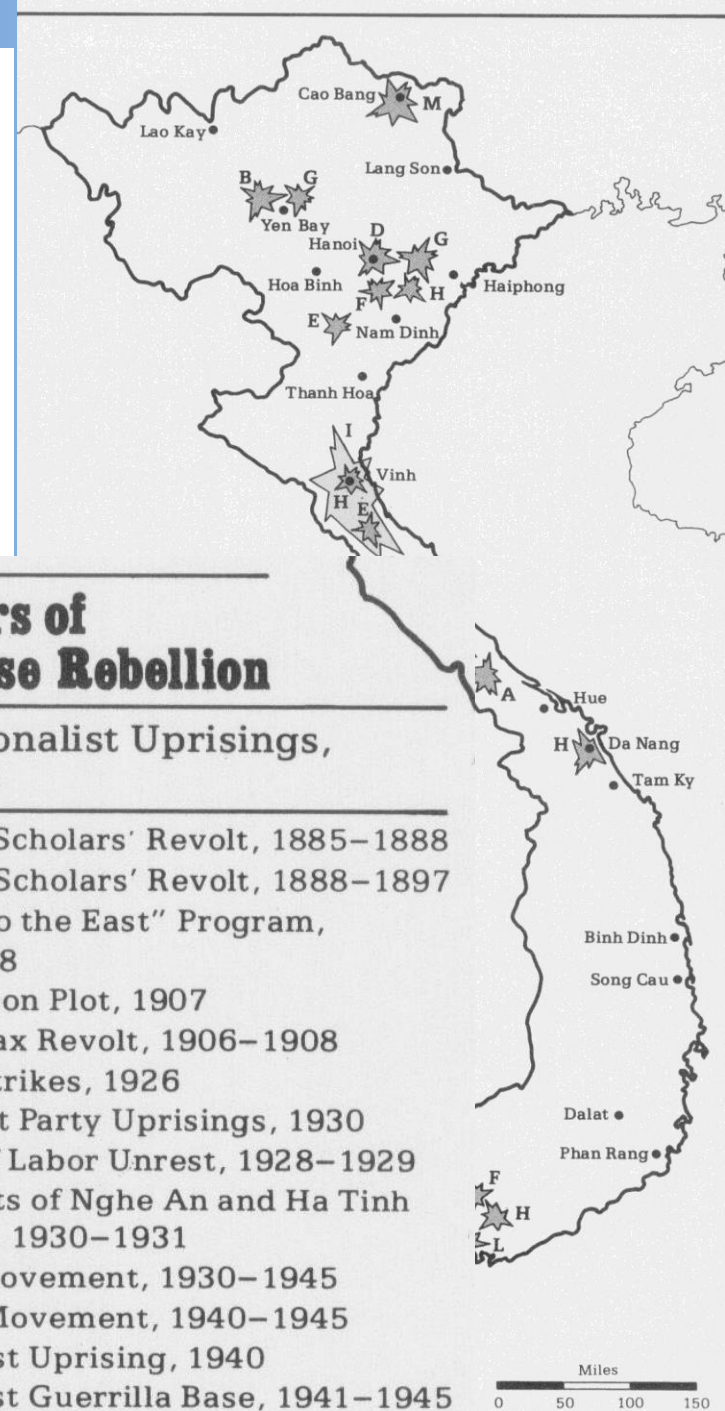 Cao Bang
M
Lao Kay
Lang Son
B
G
Yen Bay
D
Hanoi
G
Hoa Binh
Haiphong
F
H
E
Nam Dinh
Thanh Hoa
I
Vinh
H
E
rs of
se Rebellion
onalist Uprisings,
Scholars' Revolt, 1885–1888
Scholars' Revolt, 1888–1897
o the East" Program,
8
on Plot, 1907
ax Revolt, 1906–1908
trikes, 1926
t Party Uprisings, 1930
Labor Unrest, 1928–1929
ts of Nghe An and Ha Tinh
1930–1931
ovement, 1930–1945
Movement, 1940–1945
st Uprising, 1940
st Guerrilla Base, 1941–1945
A
Hue
H
Da Nang
Tam Ky
Binh Dinh
Song Cau
Dalat
Phan Rang
F
H
L
Miles
0 50 100 150